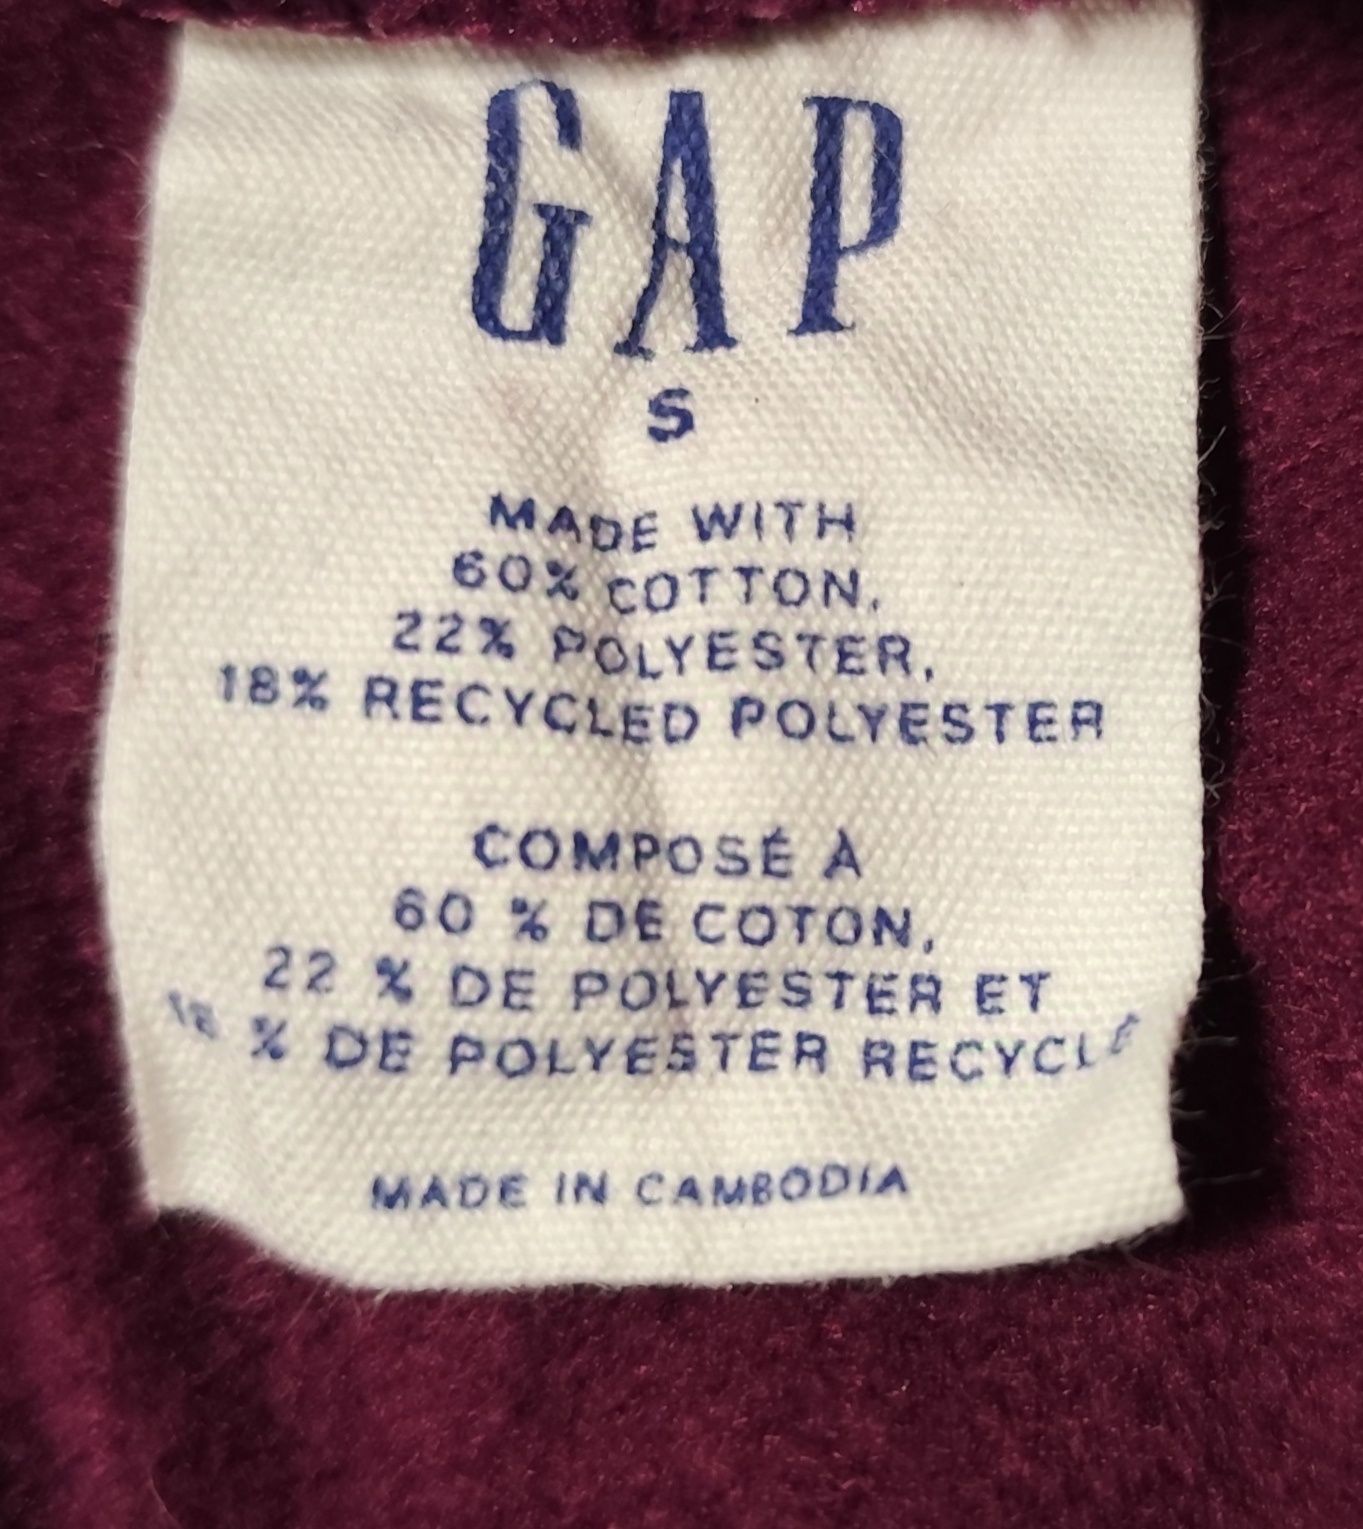 GAP
S
MADE WITH
60% COTTON,
22% POLYESTER,
18% RECYCLED POLYESTER
COMPOSÉ À
60 % DE COTON,
22 % DE POLYESTER ET
18 % DE POLYESTER RECYCLÉ
MADE IN CAMBODIA